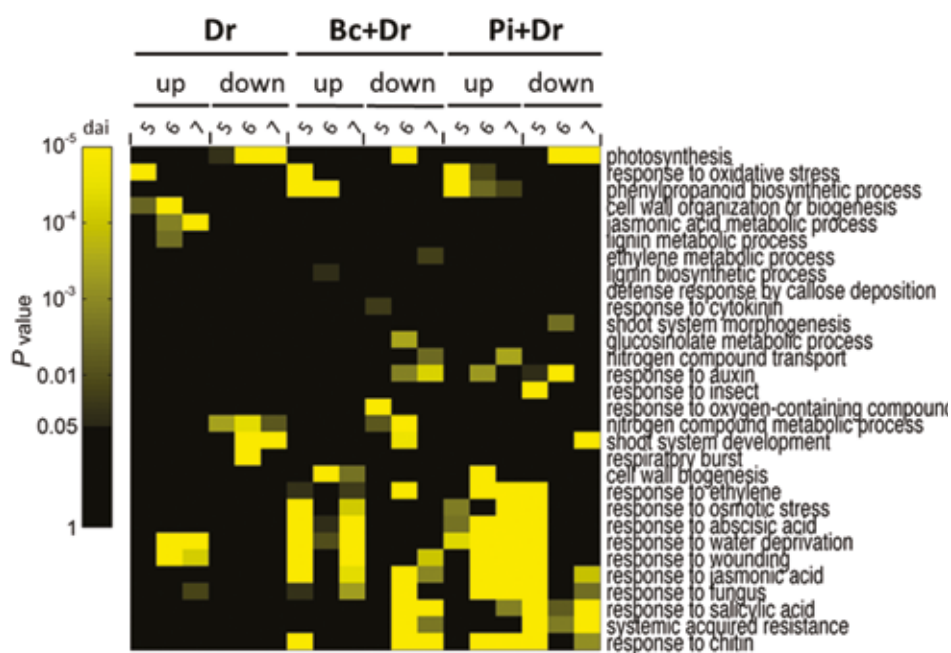 Dr Bc+Dr Pi+Dr
up down up down up down
dai 5 6 7 5 6 7 5 6 7 5 6 7 5 6 7 5 6 7
10-5
10-4
10-3
0.01
0.05
1
P value
photosynthesis
response to oxidative stress
phenylpropanoid biosynthetic process
cell wall organization or biogenesis
jasmonic acid metabolic process
lignin metabolic process
ethylene metabolic process
lignin biosynthetic process
defense response by callose deposition
response to cytokinin
shoot system morphogenesis
glucosinolate metabolic process
nitrogen compound transport
response to auxin
response to insect
response to oxygen-containing compound
nitrogen compound metabolic process
shoot system development
respiratory burst
cell wall biogenesis
response to ethylene
response to osmotic stress
response to abscisic acid
response to water deprivation
response to wounding
response to jasmonic acid
response to fungus
response to salicylic acid
systemic acquired resistance
response to chitin